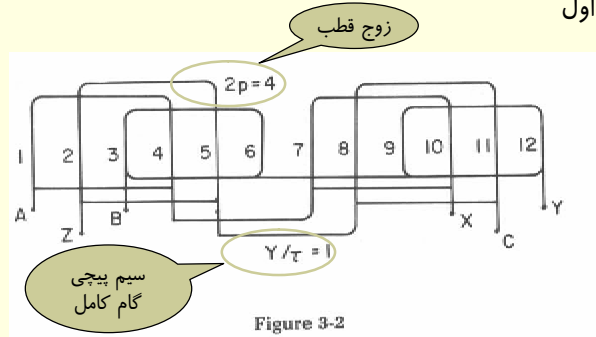 اول
زوج قطب
2p=4
1 2 3 4 5 6 7 8 9 10 11 12
A Z B X C Y
Y/τ = 1
سیم پیچی
گام کامل
Figure 3-2